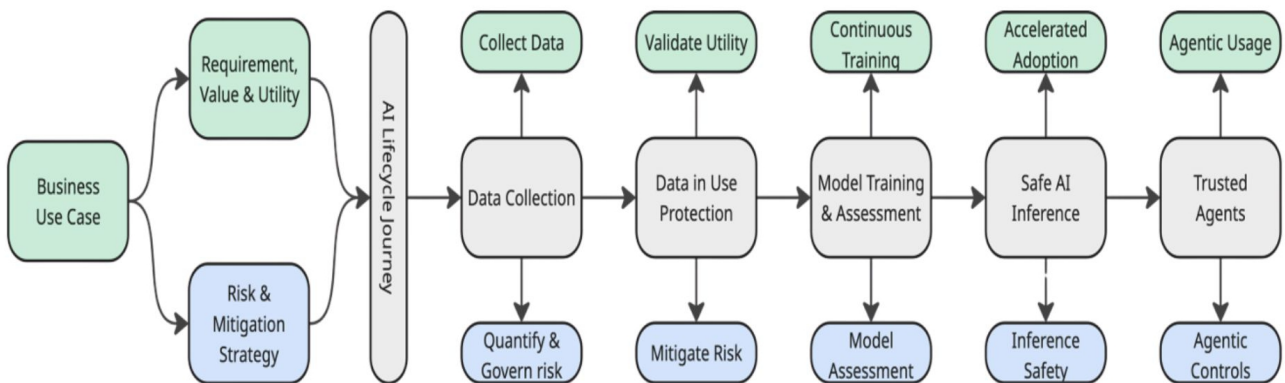 Business
Use Case
Requirement,
Value & Utility
Risk &
Mitigation
Strategy
AI Lifecycle Journey
Collect Data
Data Collection
Quantify &
Govern risk
Validate Utility
Data in Use
Protection
Mitigate Risk
Continuous
Training
Model Training
& Assessment
Model
Assessment
Accelerated
Adoption
Safe AI
Inference
Inference
Safety
Agentic Usage
Trusted
Agents
Agentic
Controls